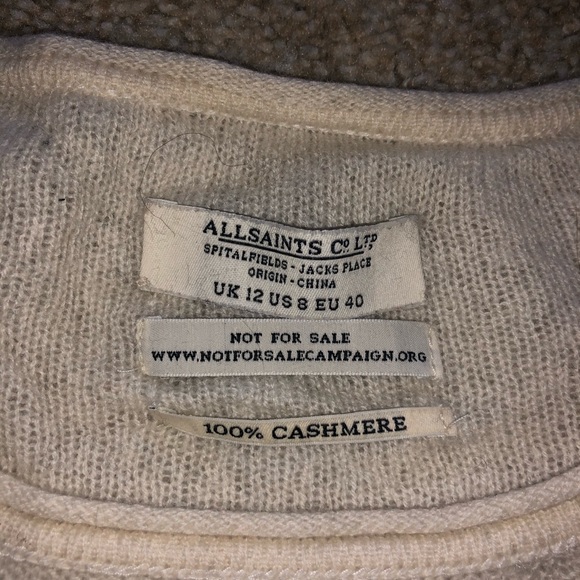 ALLSAINTS Co LTD
SPITALFIELDS - JACKS PLACE
ORIGIN - CHINA
UK 12 US 8 EU 40
NOT FOR SALE
WWW.NOTFORSALECAMPAIGN.ORG
100% CASHMERE